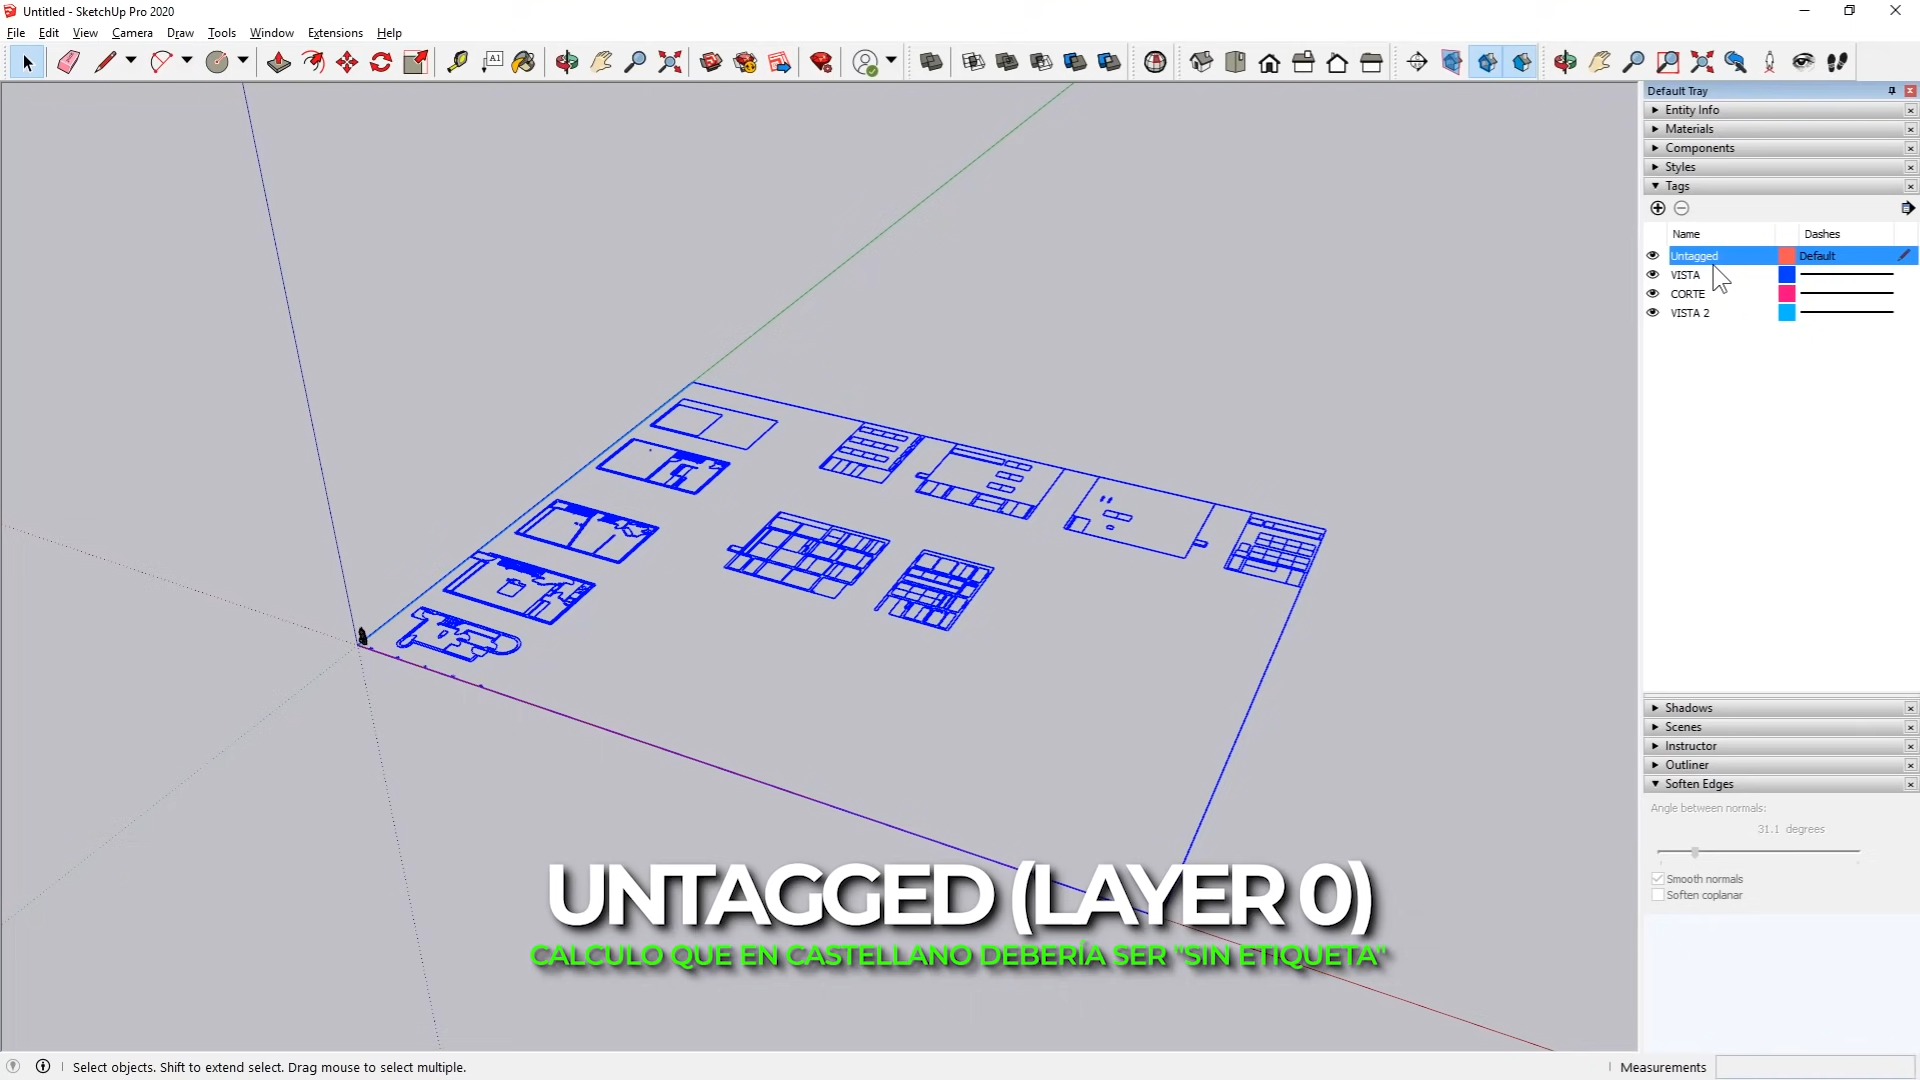 Untitled - SketchUp Pro 2020
File Edit View Camera Draw Tools Window Extensions Help
A1
Default Tray
Entity Info
Materials
Components
Styles
Tags
Name Dashes
Untagged Default
VISTA
CORTE
VISTA 2
Shadows
Scenes
Instructor
Outliner
Soften Edges
Angle between normals:
31.1 degrees
Smooth normals
Soften coplanar
UNTAGGED (LAYER 0)
CALCULO QUE EN CASTELLANO DEBERÍA SER "SIN ETIQUETA"
Select objects. Shift to extend select. Drag mouse to select multiple.
Measurements